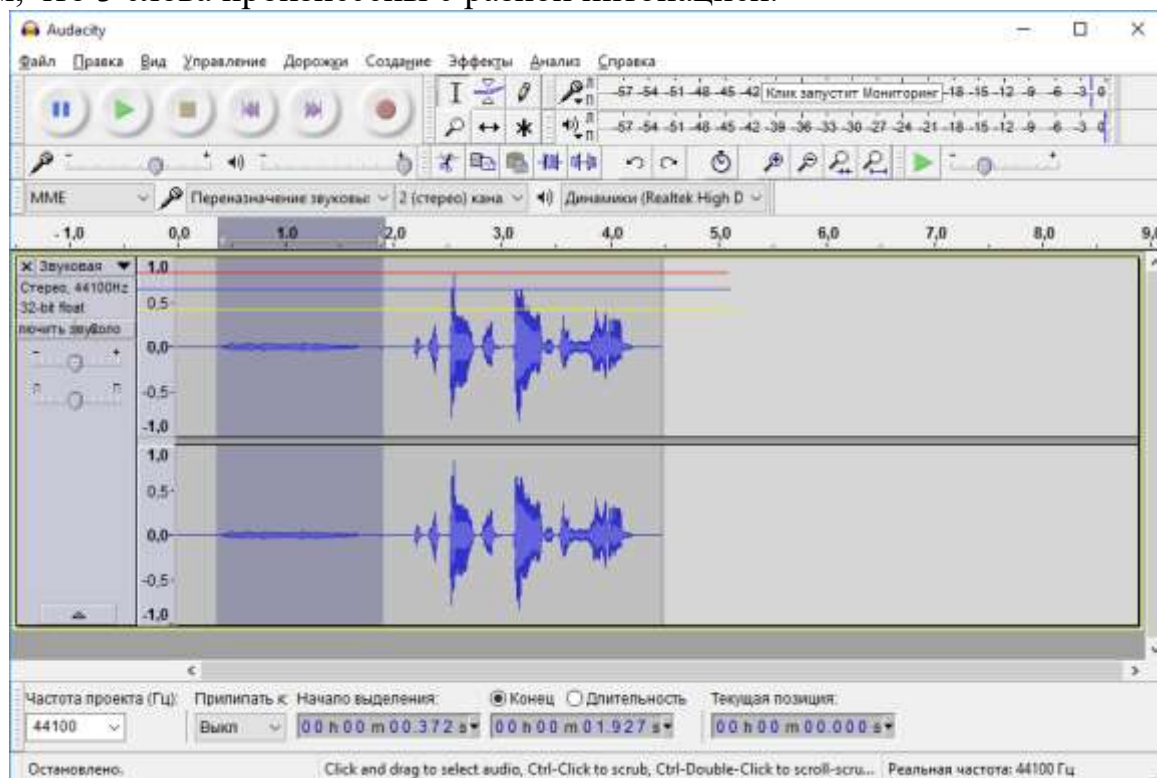 что 3 слова произнесены с разной интонацией.
Audacity
Файл Правка Вид Управление Дорожки Создание Эффекты Анализ Справка
Л П -57 -54 -51 -48 -45 -42 Клик запустит Мониторинг -18 -15 -12 -9 -6 -3 0
Л П -57 -54 -51 -48 -45 -42 -39 -36 -33 -30 -27 -24 -21 -18 -15 -12 -9 -6 -3 0
MME Переназначение звуковы 2 (стерео) кана Динамики (Realtek High D
- 1,0 0,0 1,0 2,0 3,0 4,0 5,0 6,0 7,0 8,0 9,0
Звуковая
Стерео, 44100Hz
32-bit float
- +
Л П
1,0
0,5
0,0
-0,5
-1,0
1,0
0,5
0,0
-0,5
-1,0
Частота проекта (Гц): Прилипать к Начало выделения: Конец Длительность Текущая позиция:
44100 Выкл 00 h 00 m 00.372 s 00 h 00 m 01.927 s 00 h 00 m 00.000 s
Остановлено. Click and drag to select audio, Ctrl-Click to scrub, Ctrl-Double-Click to scroll-scru... Реальная частота: 44100 Гц